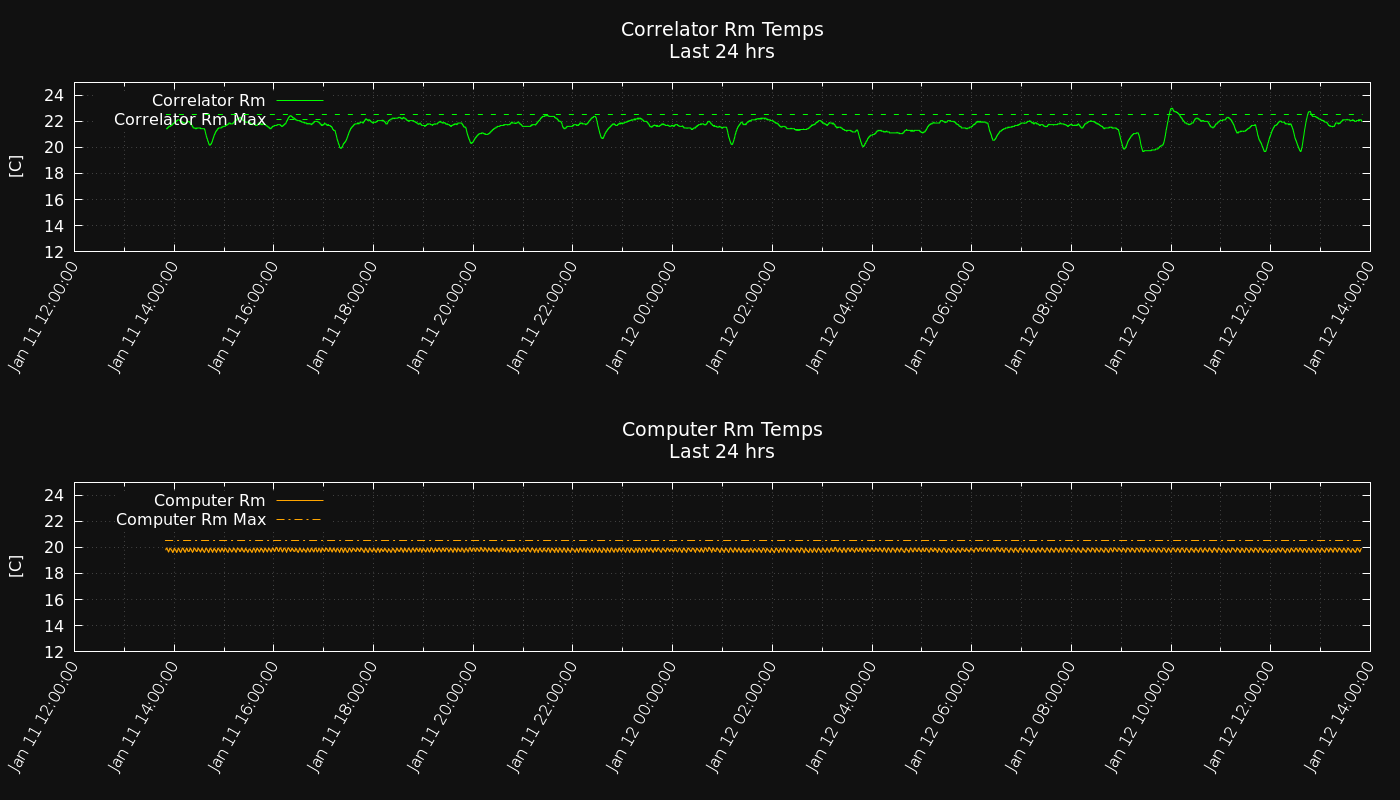 Correlator Rm Temps
Last 24 hrs
Correlator Rm
Correlator Rm Max
[C]
24
22
20
18
16
14
12
Jan 11 12:00:00
Jan 11 14:00:00
Jan 11 16:00:00
Jan 11 18:00:00
Jan 11 20:00:00
Jan 11 22:00:00
Jan 12 00:00:00
Jan 12 02:00:00
Jan 12 04:00:00
Jan 12 06:00:00
Jan 12 08:00:00
Jan 12 10:00:00
Jan 12 12:00:00
Jan 12 14:00:00
Computer Rm Temps
Last 24 hrs
Computer Rm
Computer Rm Max
[C]
24
22
20
18
16
14
12
Jan 11 12:00:00
Jan 11 14:00:00
Jan 11 16:00:00
Jan 11 18:00:00
Jan 11 20:00:00
Jan 11 22:00:00
Jan 12 00:00:00
Jan 12 02:00:00
Jan 12 04:00:00
Jan 12 06:00:00
Jan 12 08:00:00
Jan 12 10:00:00
Jan 12 12:00:00
Jan 12 14:00:00